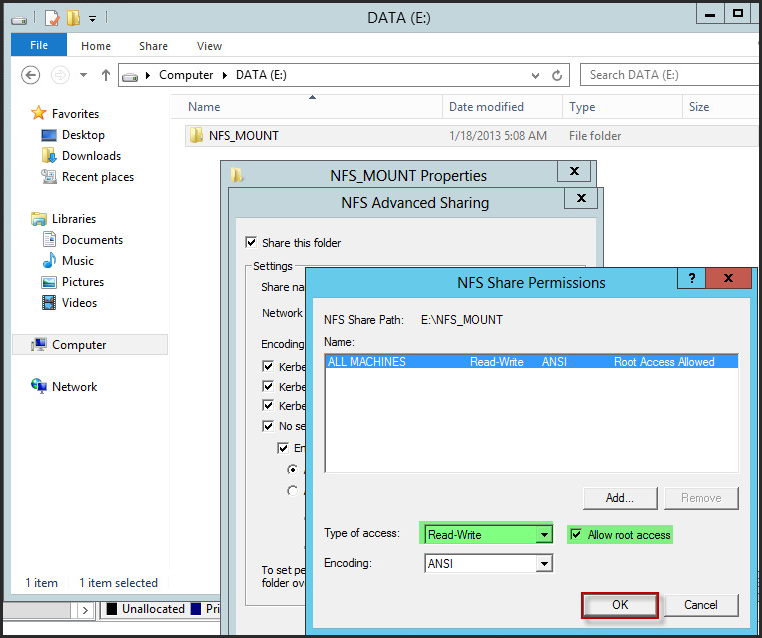 DATA (E:)
File Home Share View
Computer DATA (E:) Search DATA (E:)
Name Date modified Type Size
NFS_MOUNT 1/18/2013 5:08 AM File folder
Favorites
Desktop
Downloads
Recent places
Libraries
Documents
Music
Pictures
Videos
Computer
Network
NFS_MOUNT Properties X
NFS Advanced Sharing X
Share this folder
Settings
Share na
Network
Encoding
Kerbe
Kerbe
Kerbe
No se
En
To set pe
folder ov
NFS Share Permissions ? X
NFS Share Path: E:\NFS_MOUNT
Name:
ALL MACHINES Read-Write ANSI Root Access Allowed
Add... Remove
Type of access: Read-Write Allow root access
Encoding: ANSI
OK Cancel
1 item 1 item selected
Unallocated Pri